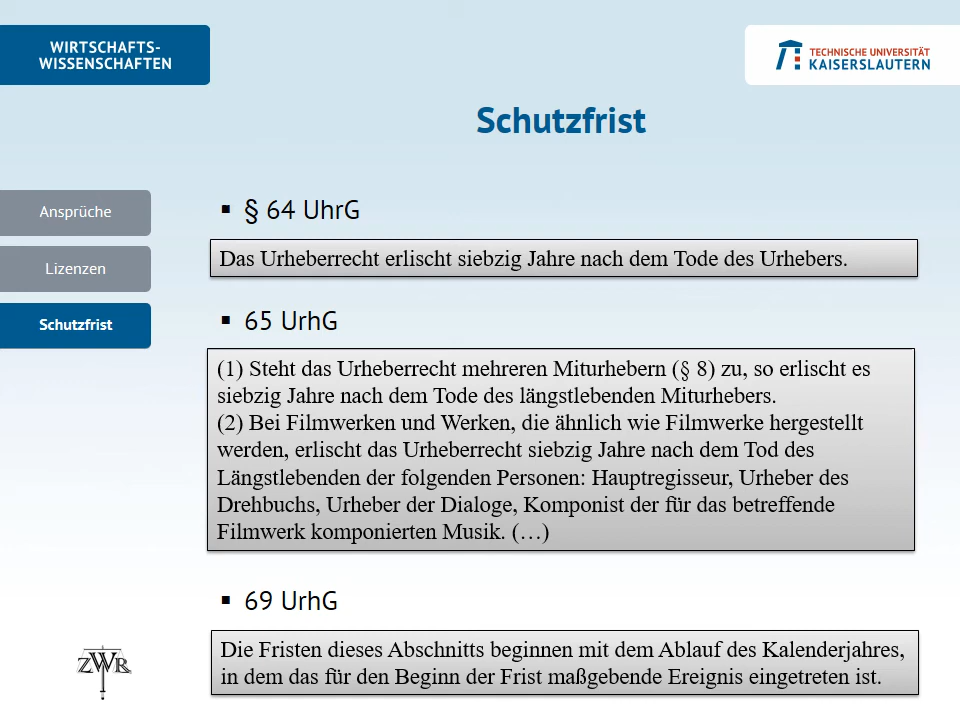 WIRTSCHAFTS-
WISSENSCHAFTEN
TECHNISCHE UNIVERSITÄT
KAISERSLAUTERN
Schutzfrist
Ansprüche
Lizenzen
Schutzfrist
▪ § 64 UhrG
Das Urheberrecht erlischt siebzig Jahre nach dem Tode des Urhebers.
▪ 65 UrhG
(1) Steht das Urheberrecht mehreren Miturhebern (§ 8) zu, so erlischt es
siebzig Jahre nach dem Tode des längstlebenden Miturhebers.
(2) Bei Filmwerken und Werken, die ähnlich wie Filmwerke hergestellt
werden, erlischt das Urheberrecht siebzig Jahre nach dem Tod des
Längstlebenden der folgenden Personen: Hauptregisseur, Urheber des
Drehbuchs, Urheber der Dialoge, Komponist der für das betreffende
Filmwerk komponierten Musik. (…)
▪ 69 UrhG
Die Fristen dieses Abschnitts beginnen mit dem Ablauf des Kalenderjahres,
in dem das für den Beginn der Frist maßgebende Ereignis eingetreten ist.
ZWR